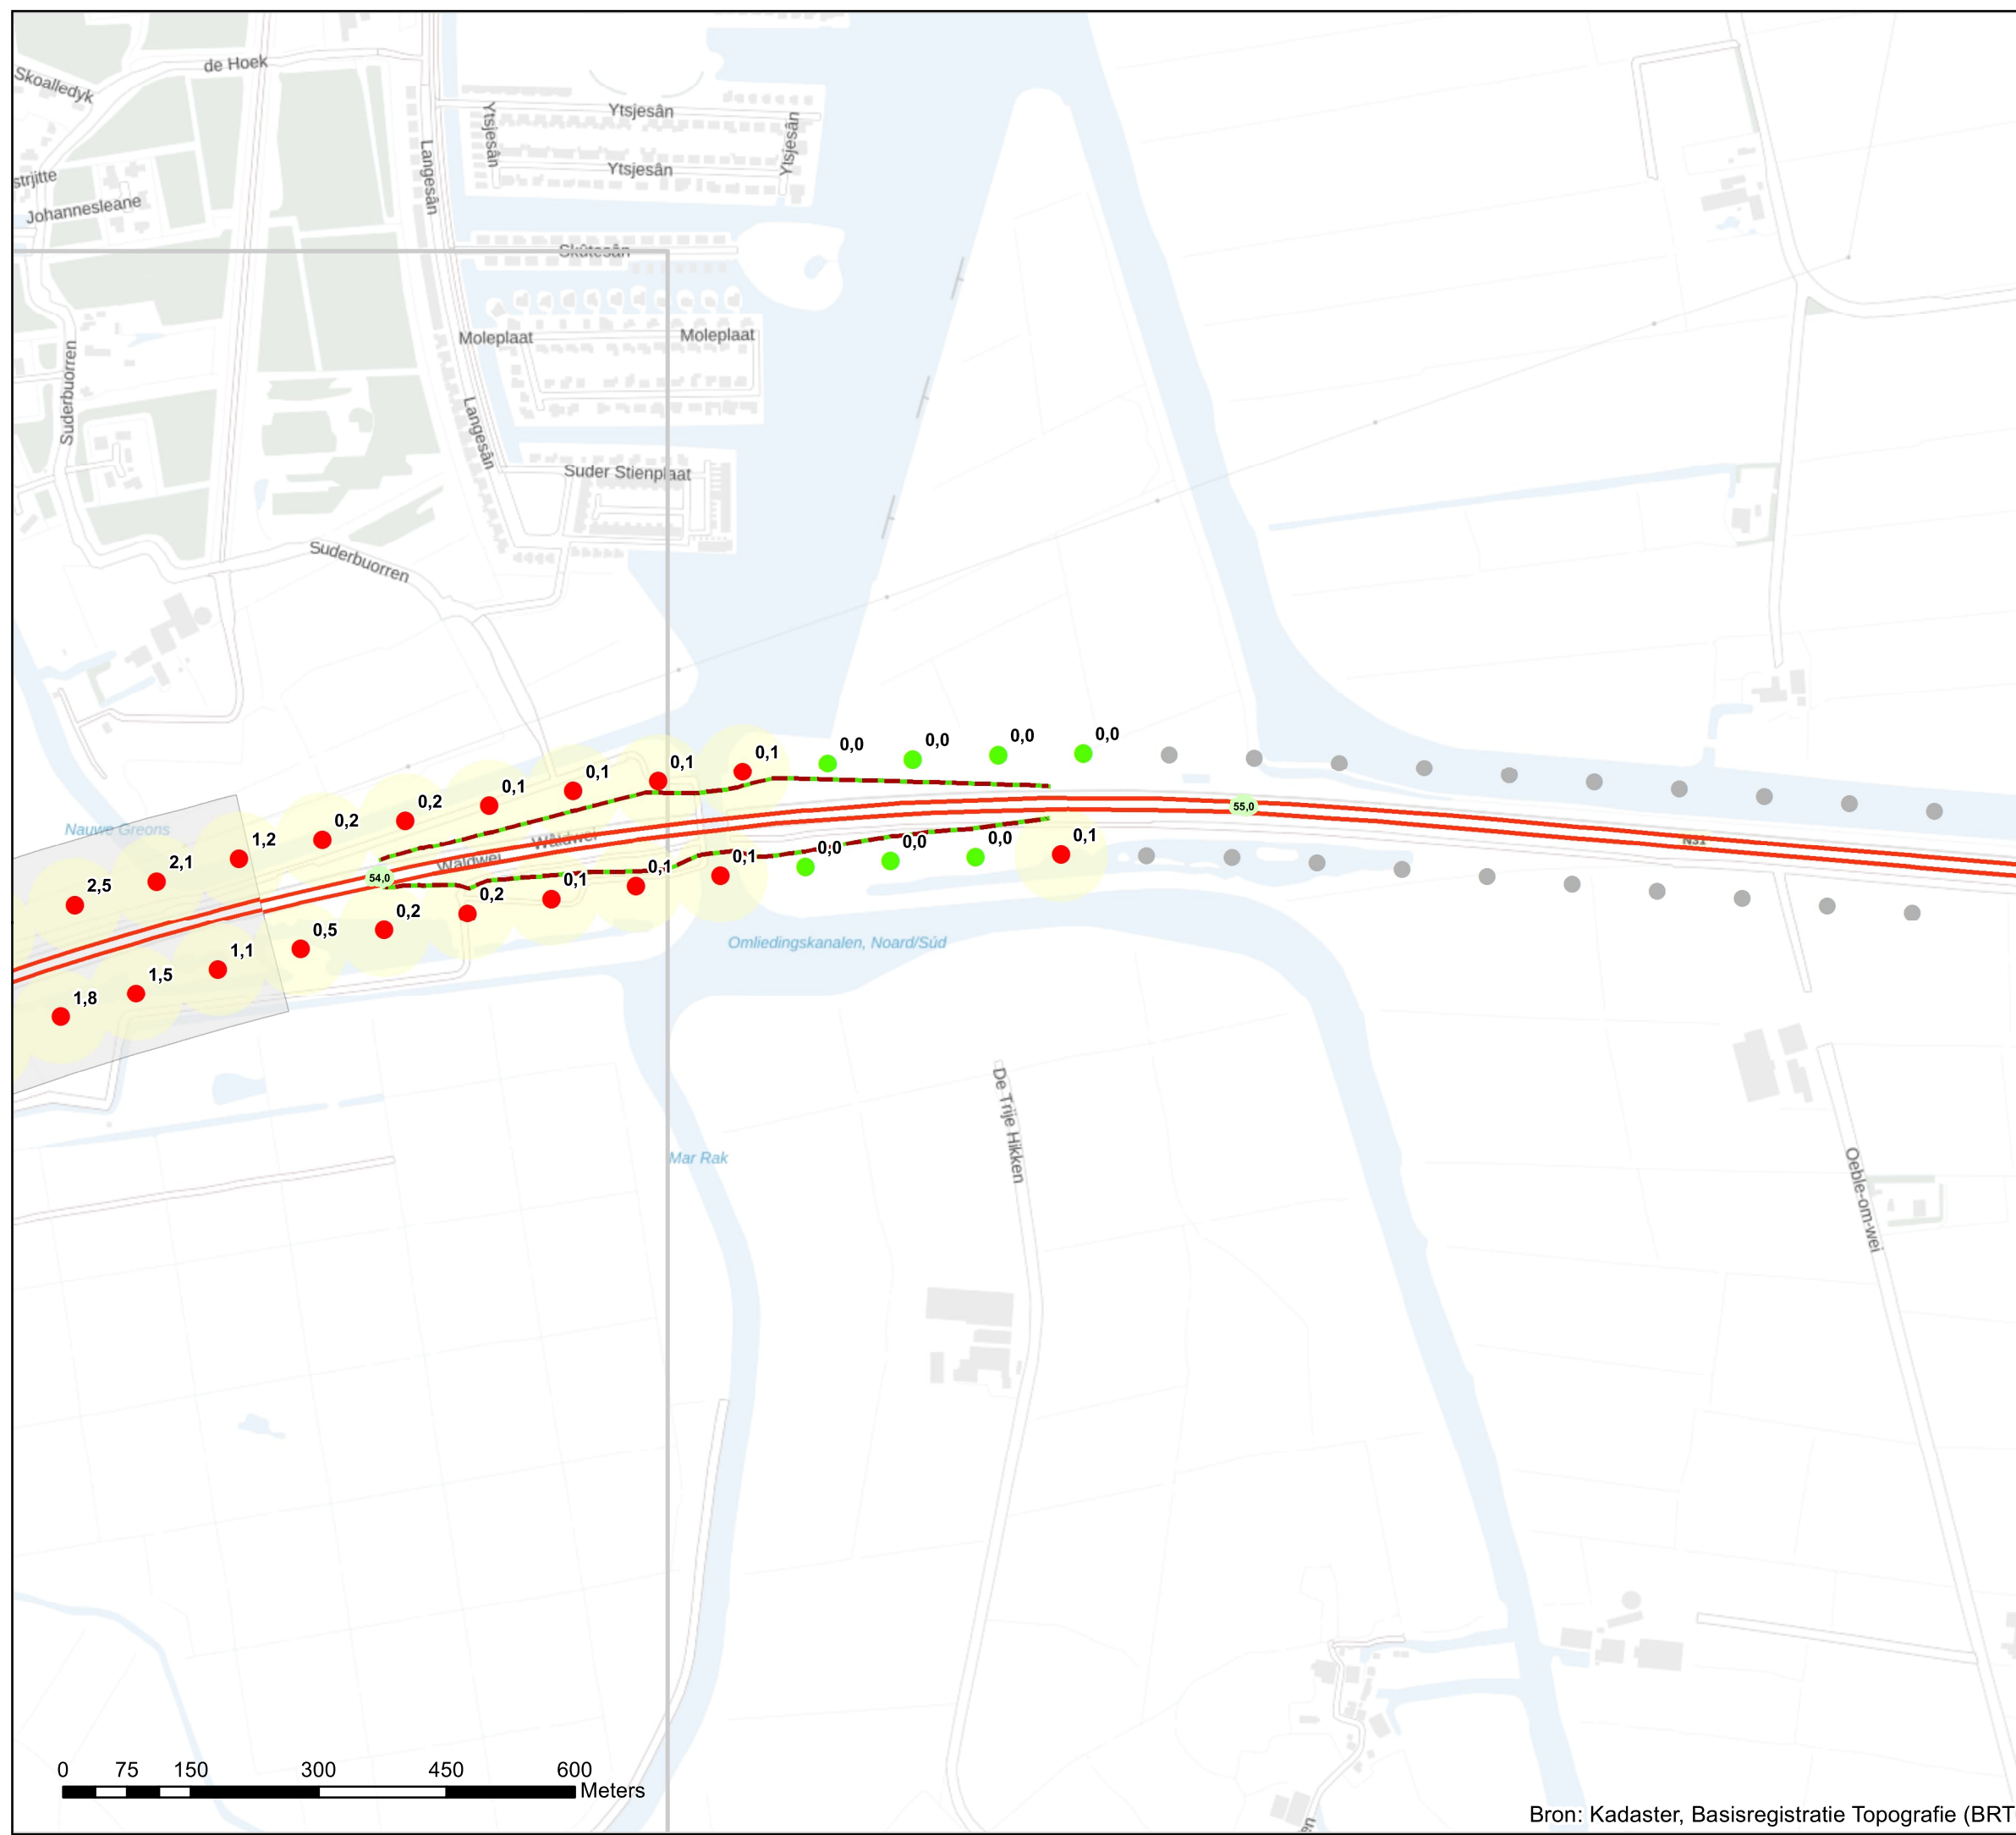 de Hoek
Skoalledyk
Ytsjesân
Ytsjesân
Ytsjesân
Ytsjesân
Langesân
strjitte
Johannesleane
Skûtesân
Moleplaat
Moleplaat
Suderbuorren
Langesân
Suder Stienplaat
Suderbuorren
0,1
0,0
0,0
0,0
0,0
0,1
0,1
0,1
0,2
0,2
1,2
2,1
2,5
Nauwe Greons
Waldwei
Waldwei
54,0
55,0
N31
0,1
0,0
0,0
0,0
0,1
0,1
0,1
0,2
0,2
0,5
1,1
1,5
1,8
Omliedingskanalen, Noard/Súd
De Trije Hikken
Mar Rak
Oeble-om-wei
0 75 150 300 450 600
Meters
Bron: Kadaster, Basisregistratie Topografie (BRT